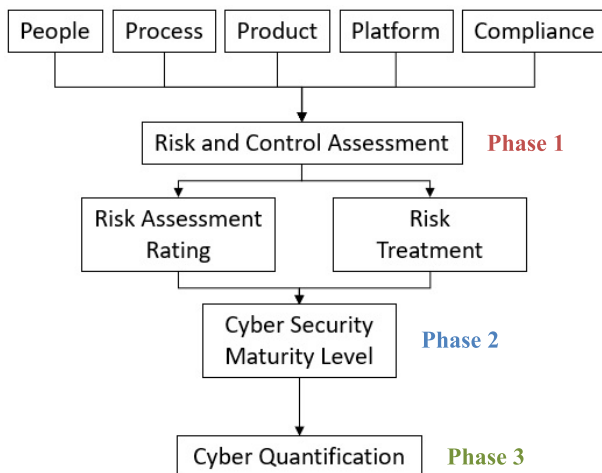 People
Process
Product
Platform
Compliance
Risk and Control Assessment
Phase 1
Risk Assessment
Rating
Risk
Treatment
Cyber Security
Maturity Level
Phase 2
Cyber Quantification
Phase 3